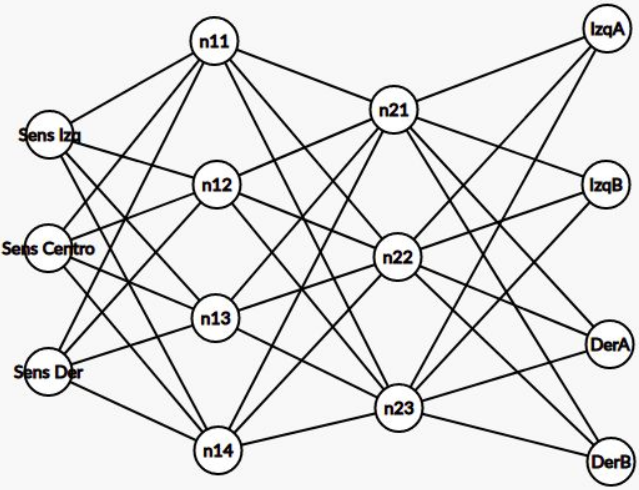 Sens Izq
Sens Centro
Sens Der
n11
n12
n13
n14
n21
n22
n23
IzqA
IzqB
DerA
DerB